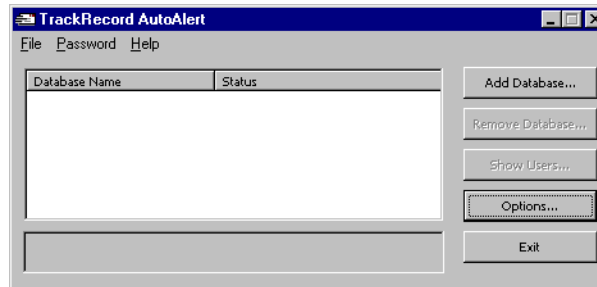 TrackRecord AutoAlert
File Password Help
Database Name Status
Add Database...
Remove Database...
Show Users...
Options...
Exit